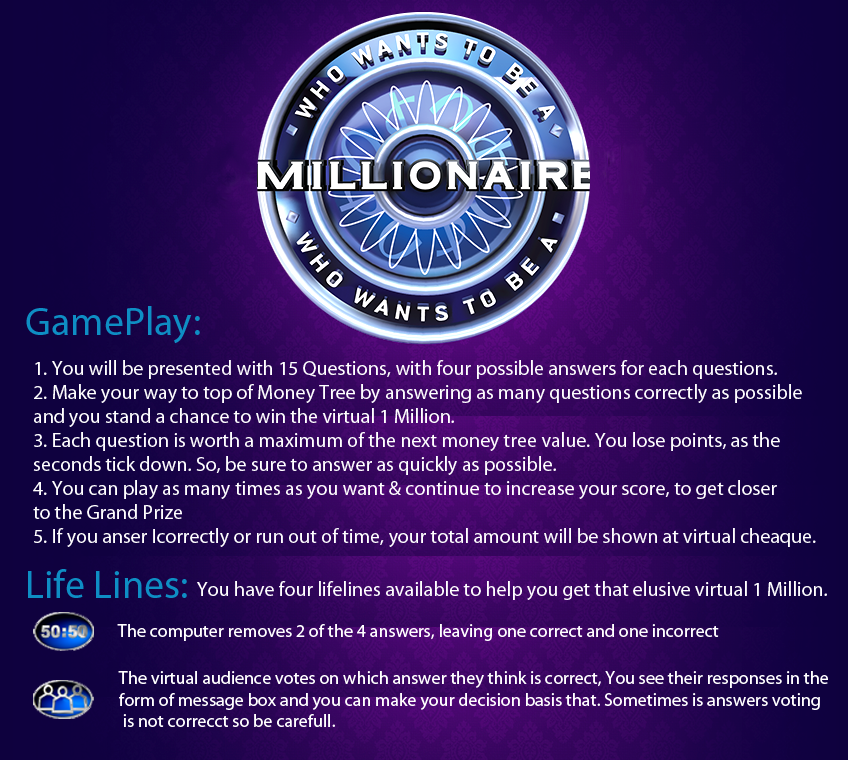 WHO WANTS TO BE A
MILLIONAIRE
WHO WANTS TO BE A
GamePlay:
1. You will be presented with 15 Questions, with four possible answers for each questions.
2. Make your way to top of Money Tree by answering as many questions correctly as possible
and you stand a chance to win the virtual 1 Million.
3. Each question is worth a maximum of the next money tree value. You lose points, as the
seconds tick down. So, be sure to answer as quickly as possible.
4. You can play as many times as you want & continue to increase your score, to get closer
to the Grand Prize
5. If you anser Icorrectly or run out of time, your total amount will be shown at virtual cheaque.
Life Lines: You have four lifelines available to help you get that elusive virtual 1 Million.
50:50 The computer removes 2 of the 4 answers, leaving one correct and one incorrect
The virtual audience votes on which answer they think is correct, You see their responses in the
form of message box and you can make your decision basis that. Sometimes is answers voting
is not correcct so be carefull.